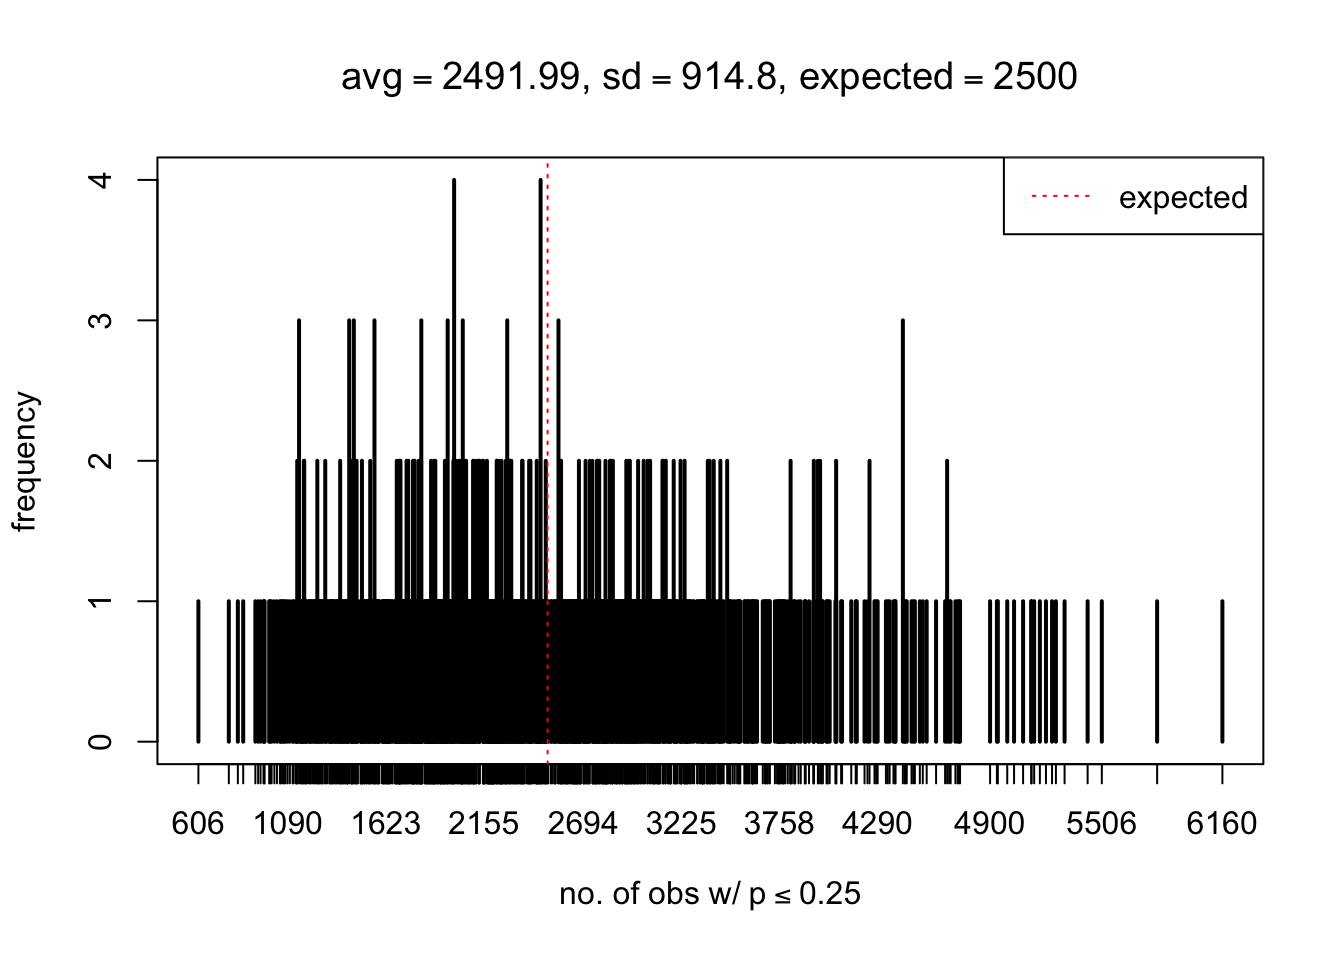 avg = 2491.99, sd = 914.8, expected = 2500
expected
4
3
2
1
0
frequency
606 1090 1623 2155 2694 3225 3758 4290 4900 5506 6160
no. of obs w/ p ≤ 0.25